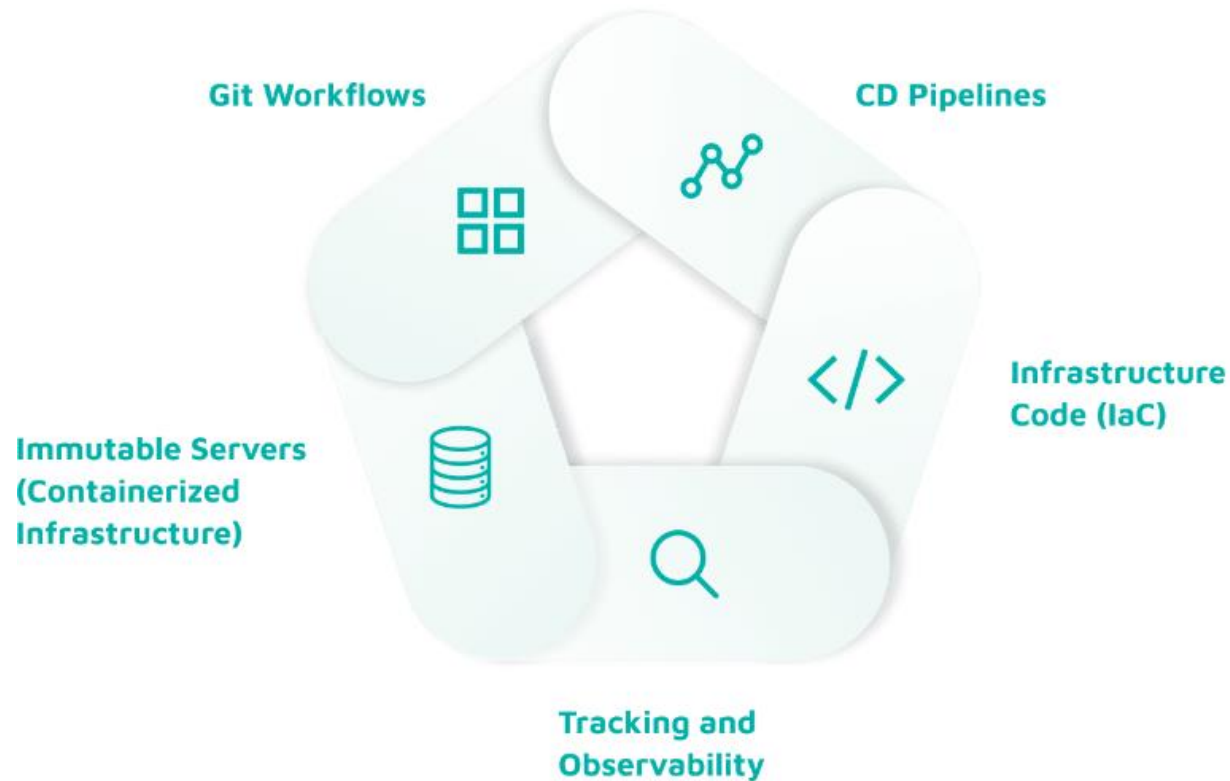 Git Workflows
CD Pipelines
Infrastructure
Code (IaC)
Immutable Servers
(Containerized
Infrastructure)
Tracking and
Observability